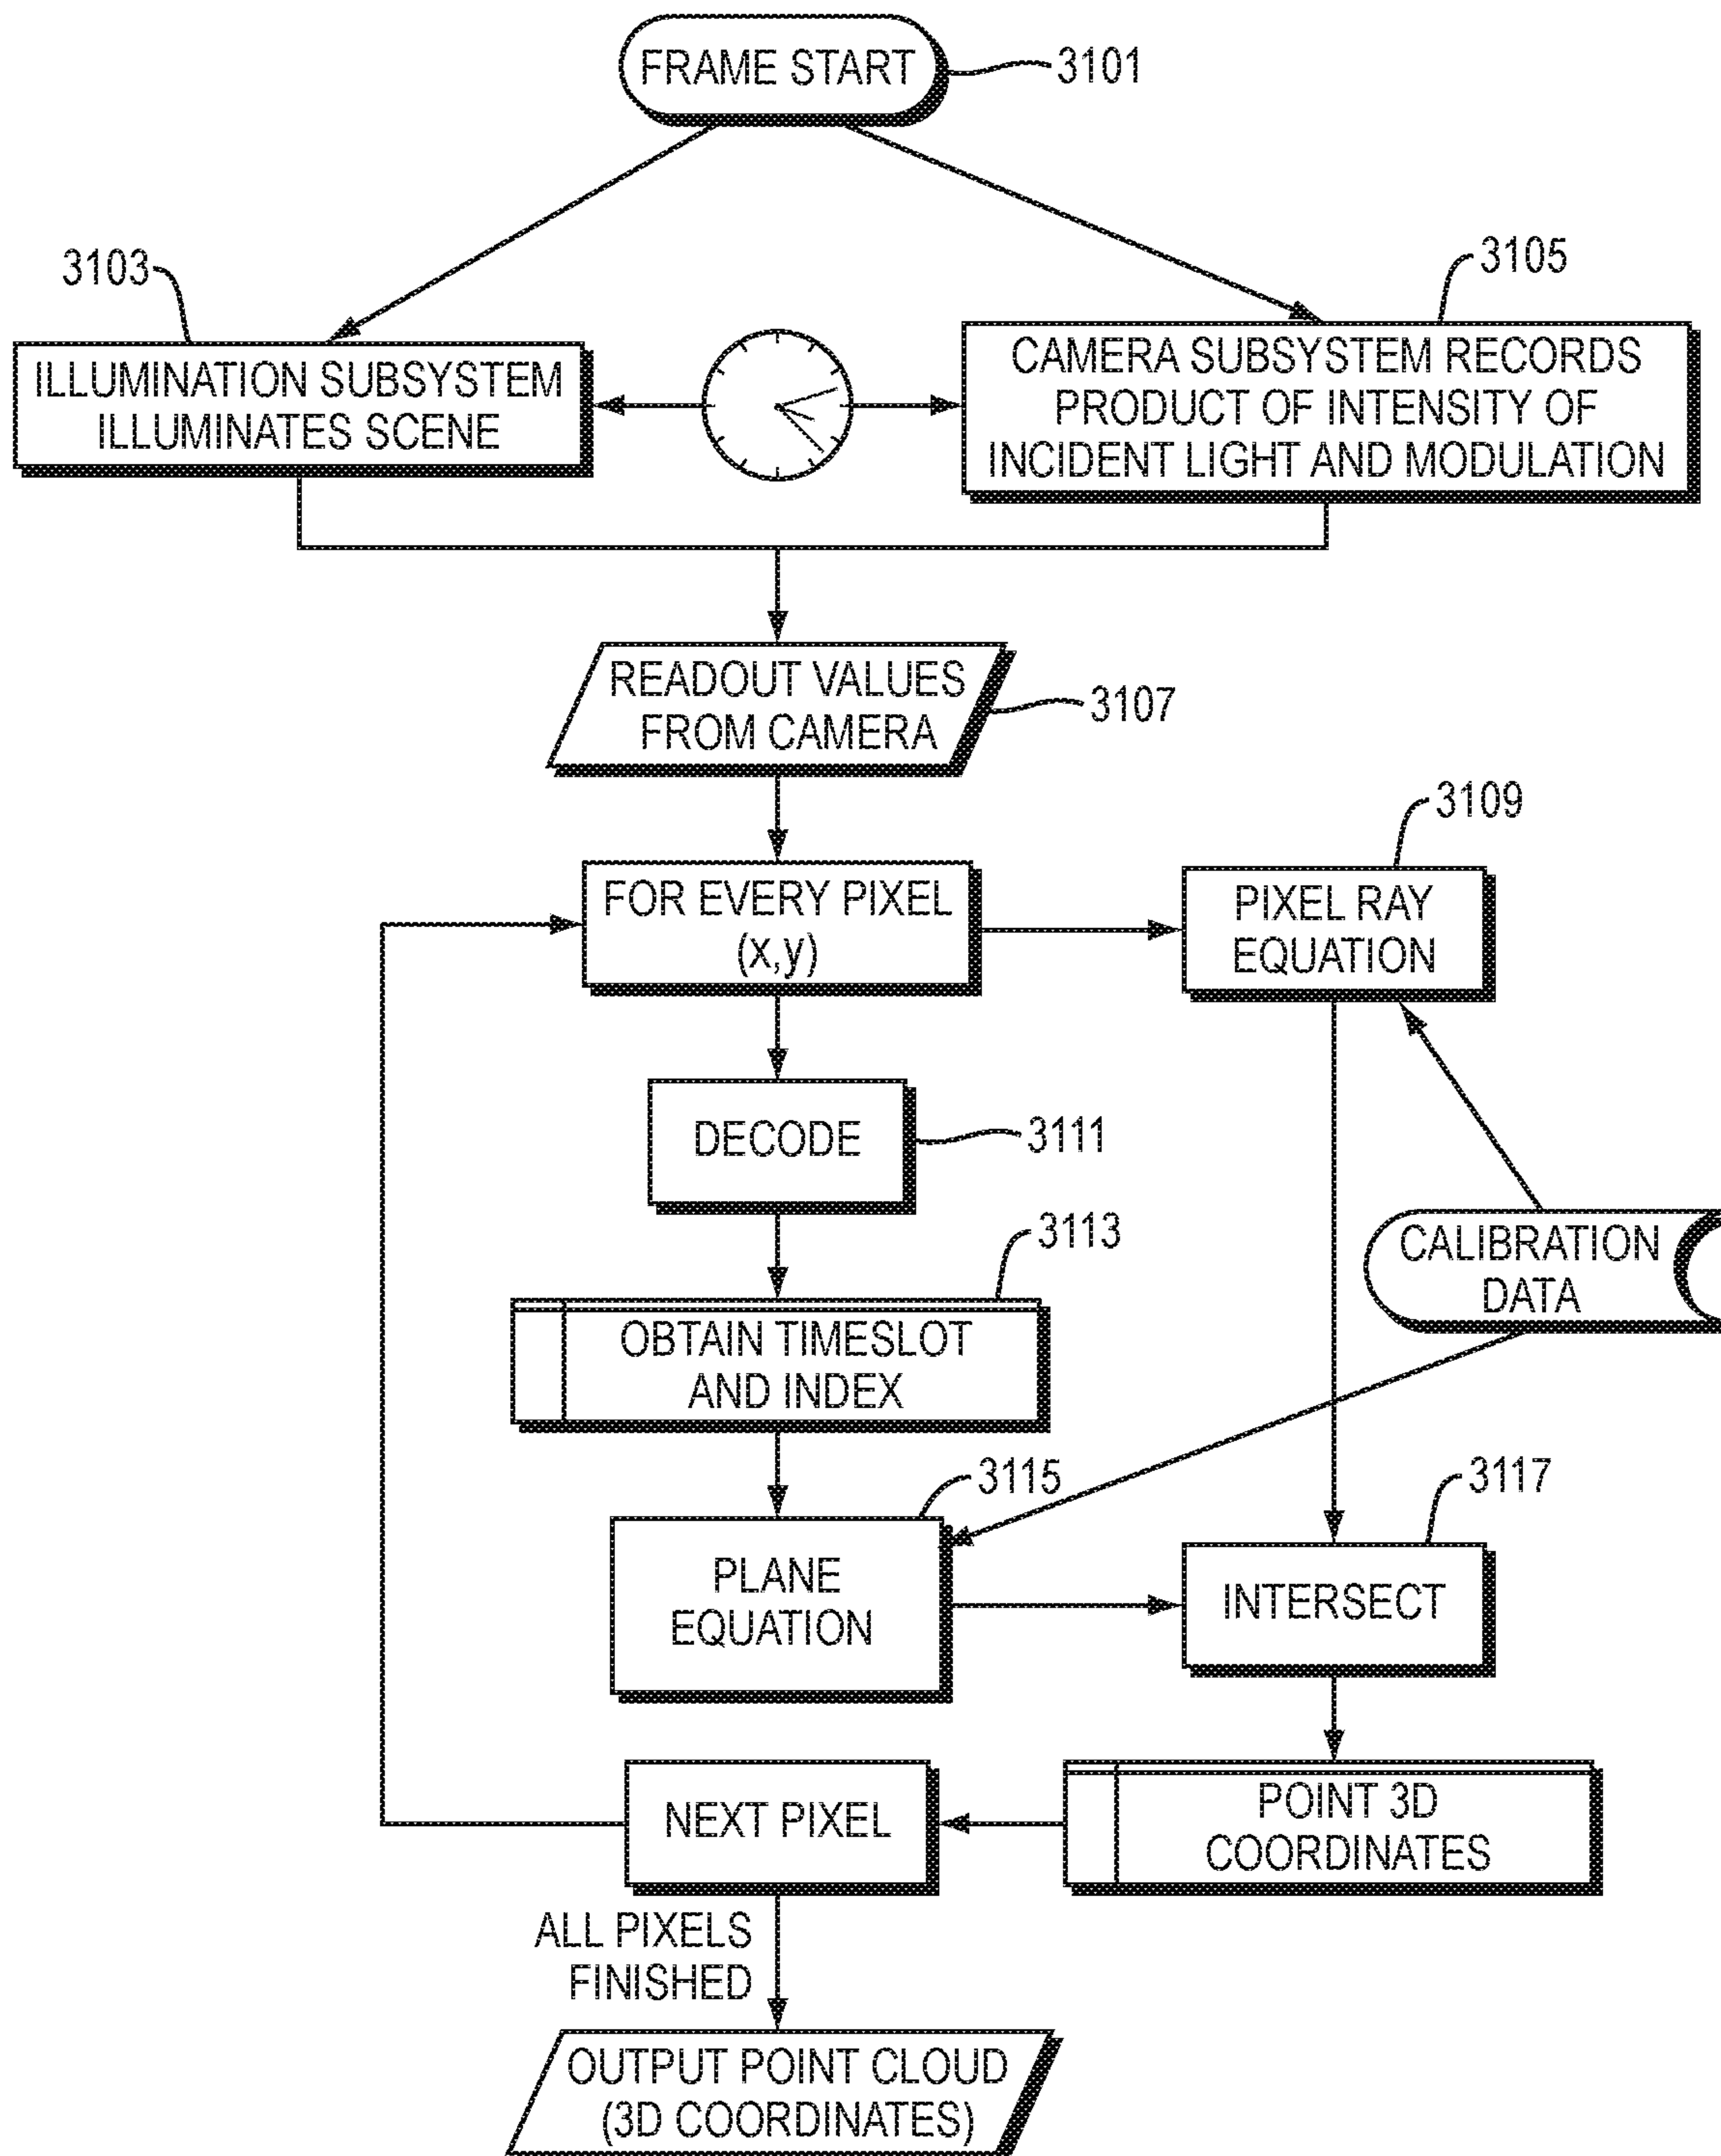 FRAME START
3101
3103
3105
ILLUMINATION SUBSYSTEM
ILLUMINATES SCENE
CAMERA SUBSYSTEM RECORDS
PRODUCT OF INTENSITY OF
INCIDENT LIGHT AND MODULATION
READOUT VALUES
FROM CAMERA
3107
3109
FOR EVERY PIXEL
(x,y)
PIXEL RAY
EQUATION
DECODE
3111
3113
CALIBRATION
DATA
OBTAIN TIMESLOT
AND INDEX
3115
3117
PLANE
EQUATION
INTERSECT
NEXT PIXEL
POINT 3D
COORDINATES
ALL PIXELS
FINISHED
OUTPUT POINT CLOUD
(3D COORDINATES)